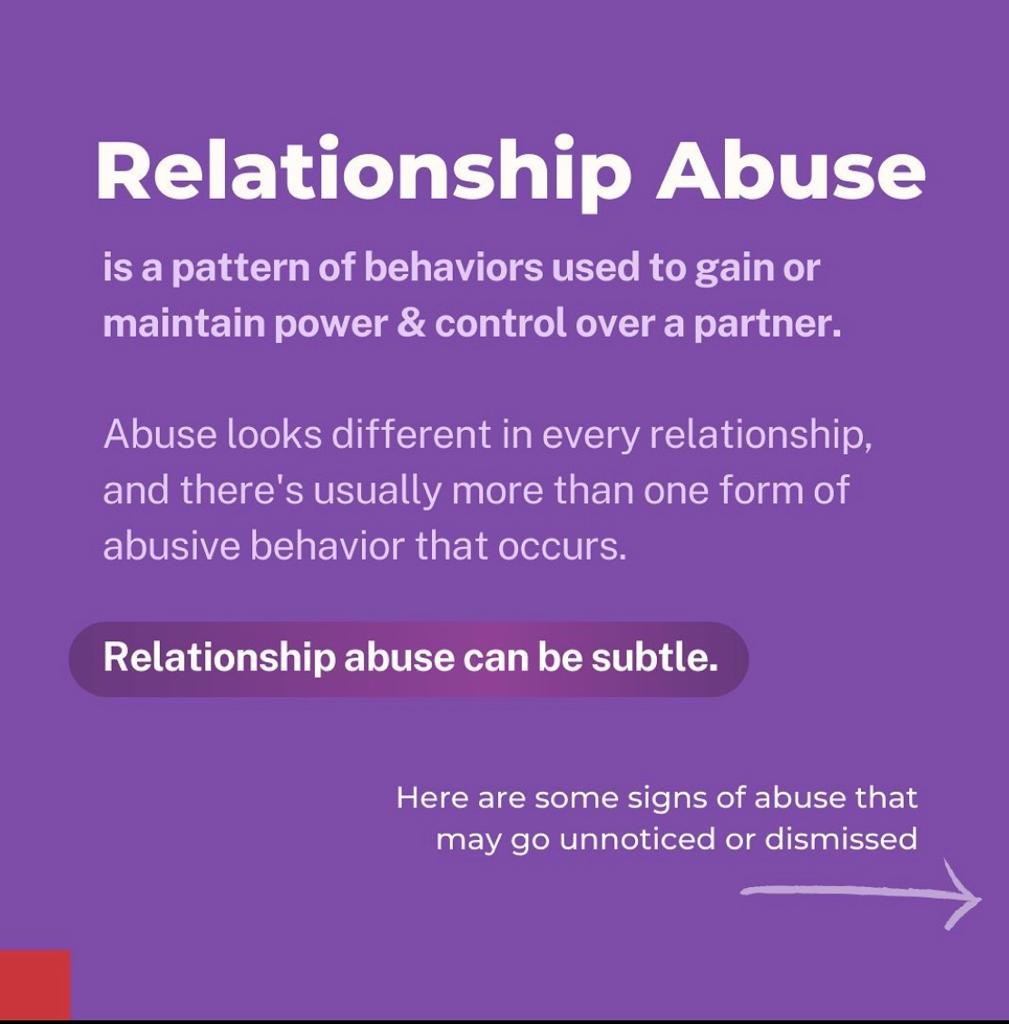 Relationship Abuse
is a pattern of behaviors used to gain or
maintain power & control over a partner.
Abuse looks different in every relationship,
and there's usually more than one form of
abusive behavior that occurs.
Relationship abuse can be subtle.
Here are some signs of abuse that
may go unnoticed or dismissed